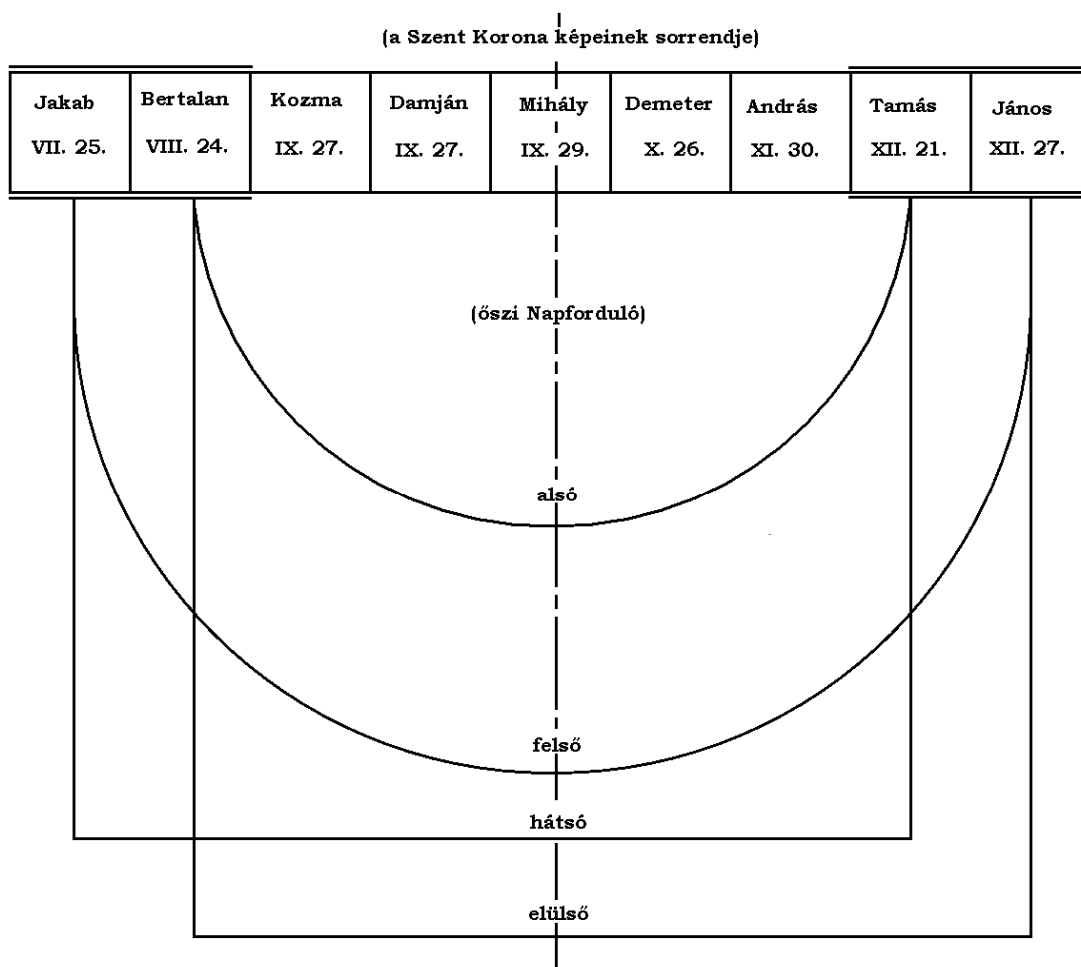 (a Szent Korona képeinek sorrendje)
Jakab Bertalan Kozma Damján Mihály Demeter András Tamás János
VII. 25. VIII. 24. IX. 27. IX. 27. IX. 29. X. 26. XI. 30. XII. 21. XII. 27.
(őszi Napforduló)
alsó
felső
hátsó
elülső